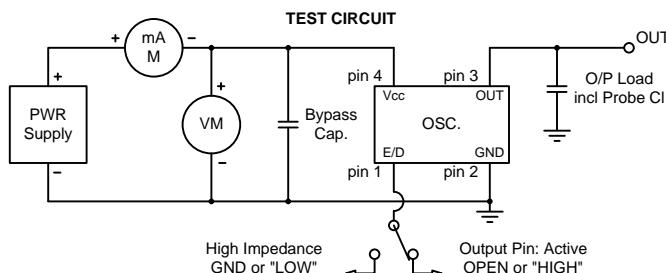 TEST CIRCUIT
mA
M
+
−
OUT
+
PWR
Supply
−
+
VM
−
Bypass
Cap.
pin 4
pin 3
Vcc
OUT
OSC.
E/D
GND
pin 1
pin 2
O/P Load
incl Probe Cl
High Impedance
GND or "LOW"
Output Pin: Active
OPEN or "HIGH"